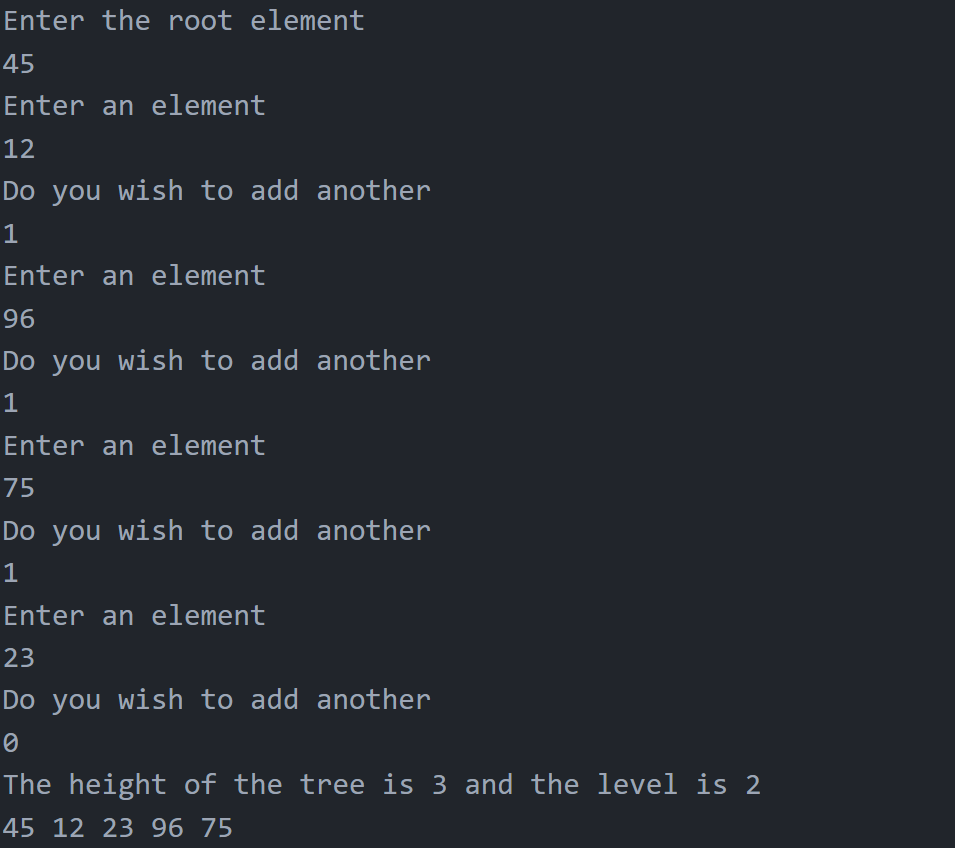 Enter the root element
45
Enter an element
12
Do you wish to add another
1
Enter an element
96
Do you wish to add another
1
Enter an element
75
Do you wish to add another
1
Enter an element
23
Do you wish to add another
0
The height of the tree is 3 and the level is 2
45 12 23 96 75